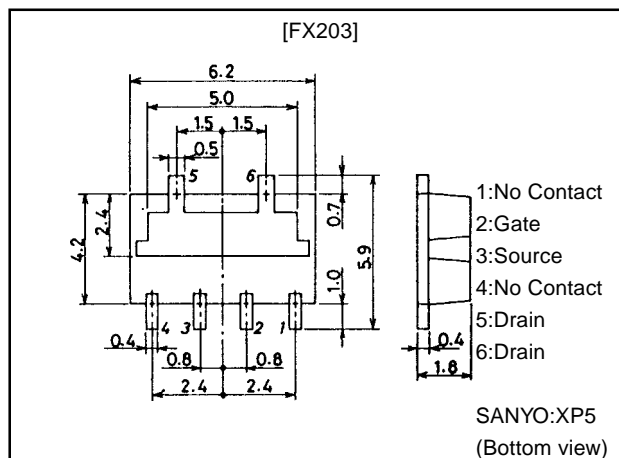 [FX203]
6.2
5.0
1.5 1.5
0.5
5 6
4.2
2.4
0.7
5.9
1.0
4 3 2 1
0.4
0.8 0.8
2.4 2.4
0.4
1.8
1:No Contact
2:Gate
3:Source
4:No Contact
5:Drain
6:Drain
SANYO:XP5
(Bottom view)